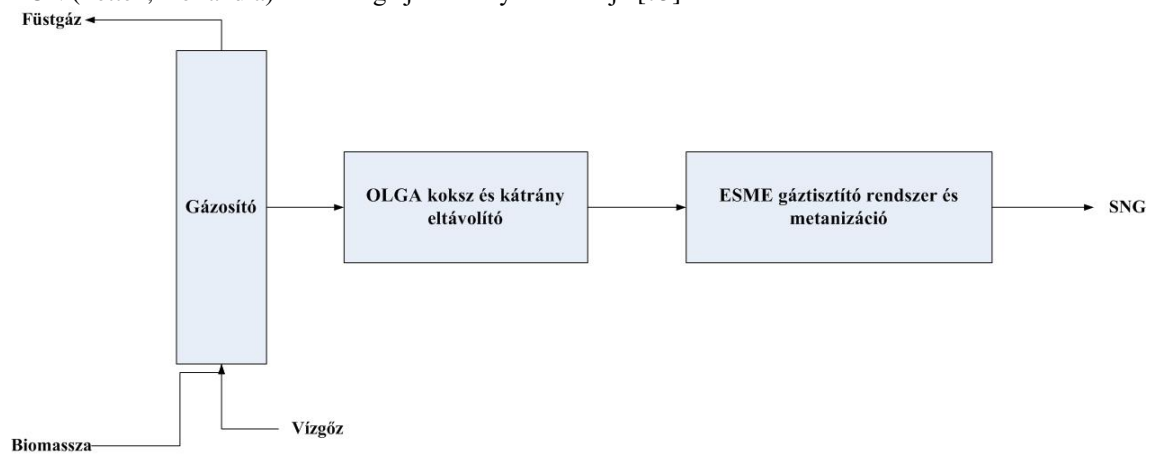 Füstgáz
Gázosító
OLGA koksz és kátrány
eltávolító
ESME gáztisztító rendszer és
metanizáció
SNG
Vízgőz
Biomassza